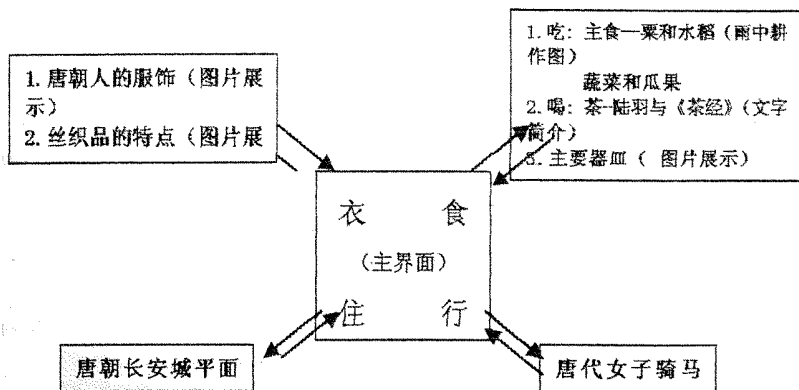 1. 唐朝人的服饰（图片展
示）
2. 丝织品的特点（图片展
1. 吃: 主食—粟和水稻（雨中耕
作图）
蔬菜和瓜果
2. 喝: 茶-陆羽与《茶经》（文字
简介）
3. 主要器皿（ 图片展示）
衣 食
（主界面）
住 行
唐朝长安城平面
唐代女子骑马